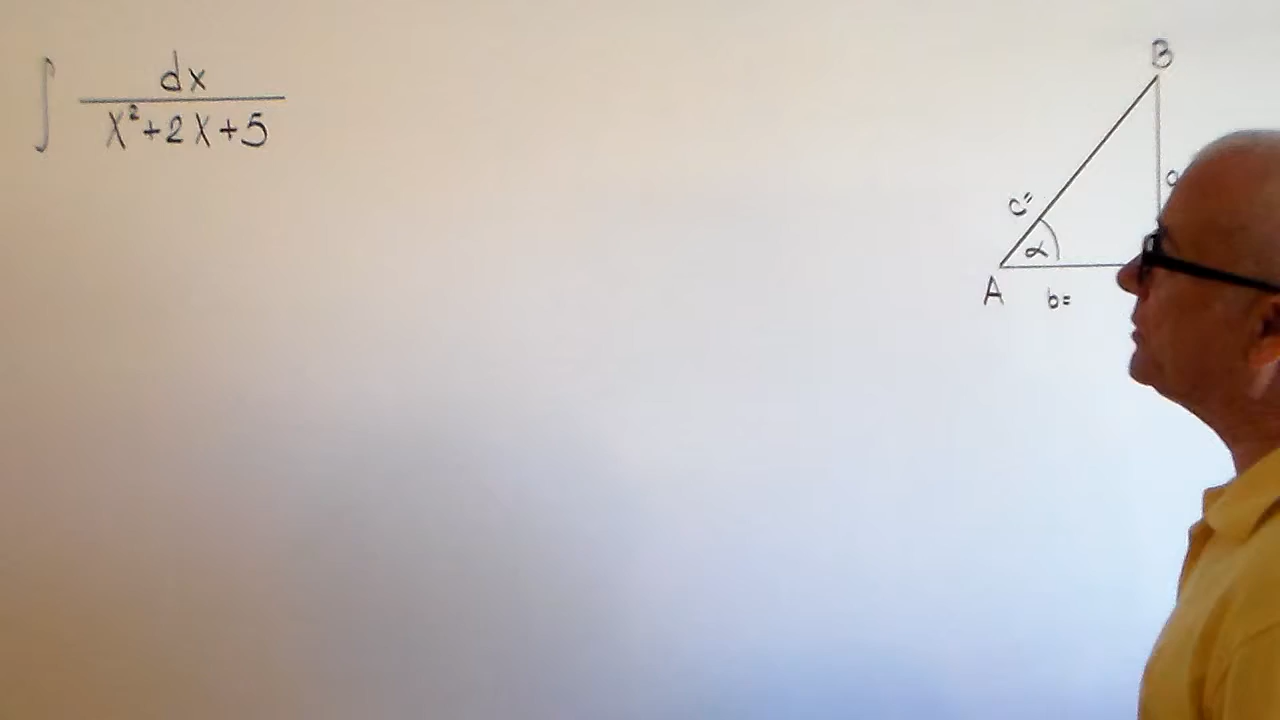 ∫ dx
x²+2x+5
B
c=
α
A
b=